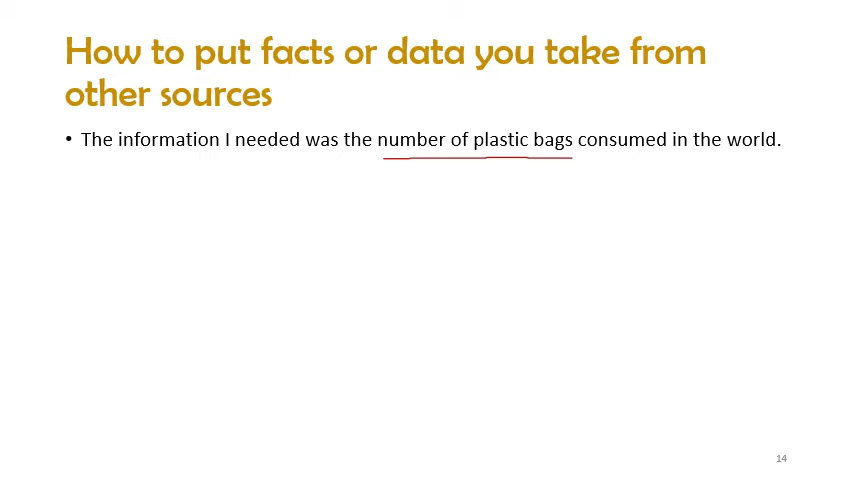 How to put facts or data you take from
other sources
• The information I needed was the number of plastic bags consumed in the world.
14